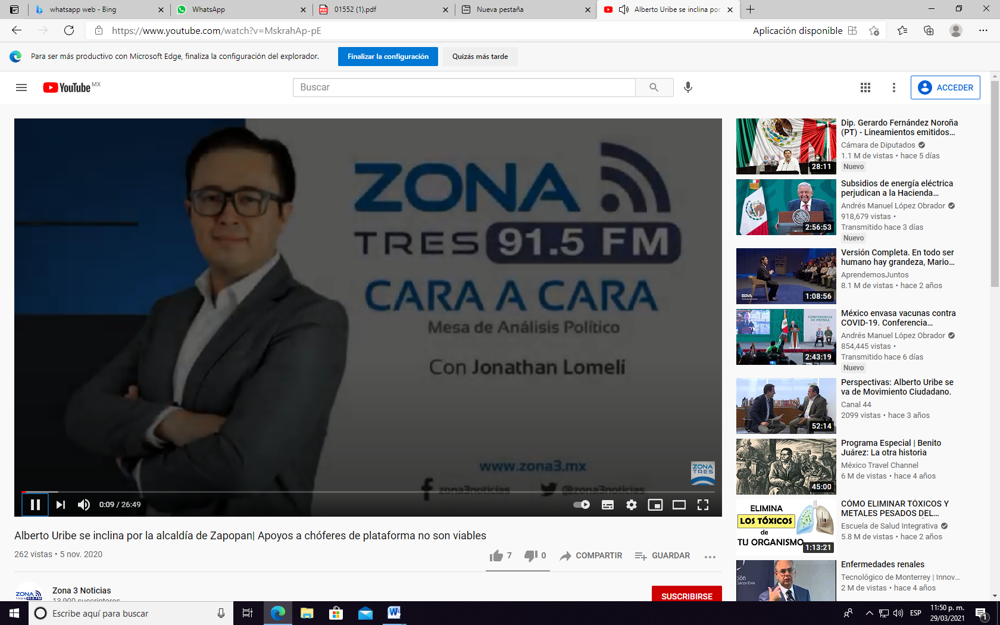 whatsapp web - Bing
WhatsApp
01552 (1).pdf
Nueva pestaña
Alberto Uribe se inclina por
https://www.youtube.com/watch?v=MskrahAp-pE
Aplicación disponible
Para ser más productivo con Microsoft Edge, finaliza la configuración del explorador.
Finalizar la configuración
Quizás más tarde
YouTube MX
Buscar
ACCEDER
ZONA
TRES 91.5 FM
CARA A CARA
Mesa de Análisis Político
Con Jonathan Lomelí
www.zona3.mx
zona3noticias
@zona3noticias
ZONA
TRES
0:09 / 26:49
Alberto Uribe se inclina por la alcaldía de Zapopan| Apoyos a chóferes de plataforma no son viables
262 vistas • 5 nov. 2020
7
0
COMPARTIR
GUARDAR
ZONA
TRES 91.5 FM
Zona 3 Noticias
13,900 suscriptores
SUSCRIBIRSE
28:11
Dip. Gerardo Fernández Noroña
(PT) - Lineamientos emitidos...
Cámara de Diputados
1.1 M de vistas • hace 5 días
Nuevo
2:56:53
Subsidios de energía eléctrica
perjudican a la Hacienda...
Andrés Manuel López Obrador
918,679 vistas •
Transmitido hace 3 días
Nuevo
BBVA
1:08:56
Versión Completa. En todo ser
humano hay grandeza, Mario...
AprendemosJuntos
8.1 M de vistas • hace 2 años
CONFERENCIA
DE PRENSA
2:43:19
México envasa vacunas contra
COVID-19. Conferencia...
Andrés Manuel López Obrador
854,445 vistas •
Transmitido hace 6 días
Nuevo
52:14
Perspectivas: Alberto Uribe se
va de Movimiento Ciudadano.
Canal 44
2099 vistas • hace 3 años
45:00
Programa Especial | Benito
Juárez: La otra historia
México Travel Channel
6 M de vistas • hace 4 años
ELIMINA
LOS TÓXICOS
de
TU ORGANISMO
1:13:21
CÓMO ELIMINAR TÓXICOS Y
METALES PESADOS DEL...
Escuela de Salud Integrativa
5.8 M de vistas • hace 2 años
ción
Garza Evia
Enfermedades renales
Tecnológico de Monterrey | Innov...
2 M de vistas • hace 4 años
Escribe aquí para buscar
ESP
11:50 p. m.
29/03/2021
1